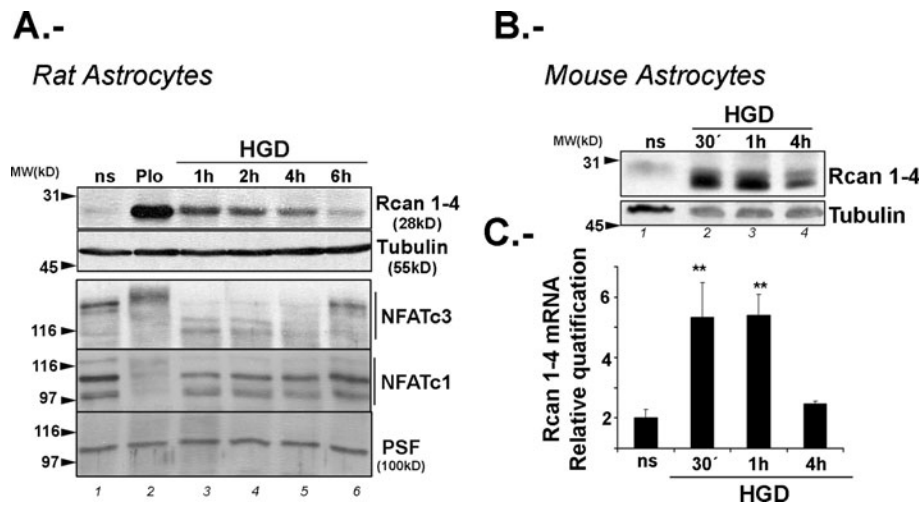 A.-
Rat Astrocytes
HGD
MW(kD) ns PIo 1h 2h 4h 6h
31
Rcan 1-4
(28kD)
Tubulin
(55kD)
45
NFATc3
116
116
NFATc1
97
116
PSF
(100kD)
97
1 2 3 4 5 6
B.-
Mouse Astrocytes
HGD
MW(kD) ns 30´ 1h 4h
31
Rcan 1-4
Tubulin
45
1 2 3 4
C.-
Rcan 1-4 mRNA
Relative quatification
6
4
2
** **
ns 30´ 1h 4h
HGD